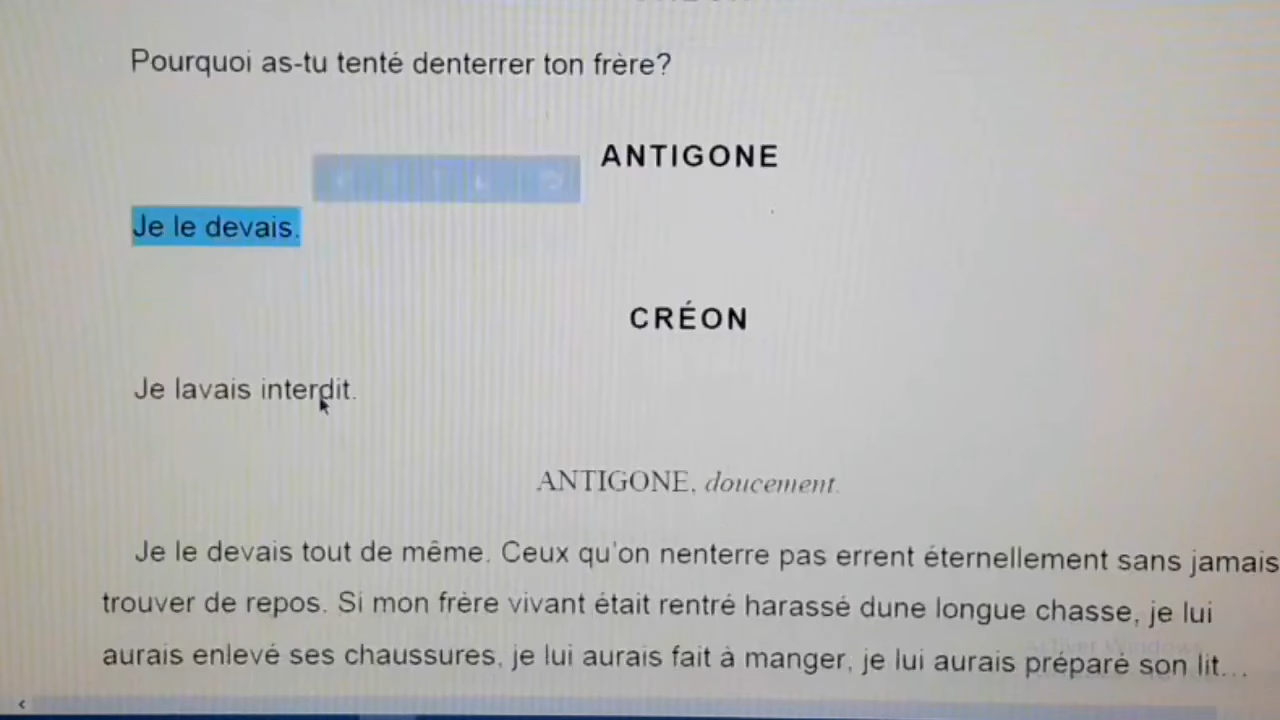 Pourquoi as-tu tenté denterrer ton frère?
ANTIGONE
Je le devais.
CRÉON
Je lavais interdit.
ANTIGONE, doucement.
Je le devais tout de même. Ceux qu'on nenterre pas errent éternellement sans jamais
trouver de repos. Si mon frère vivant était rentré harassé dune longue chasse, je lui
aurais enlevé ses chaussures, je lui aurais fait à manger, je lui aurais préparé son lit...
Activer Windows